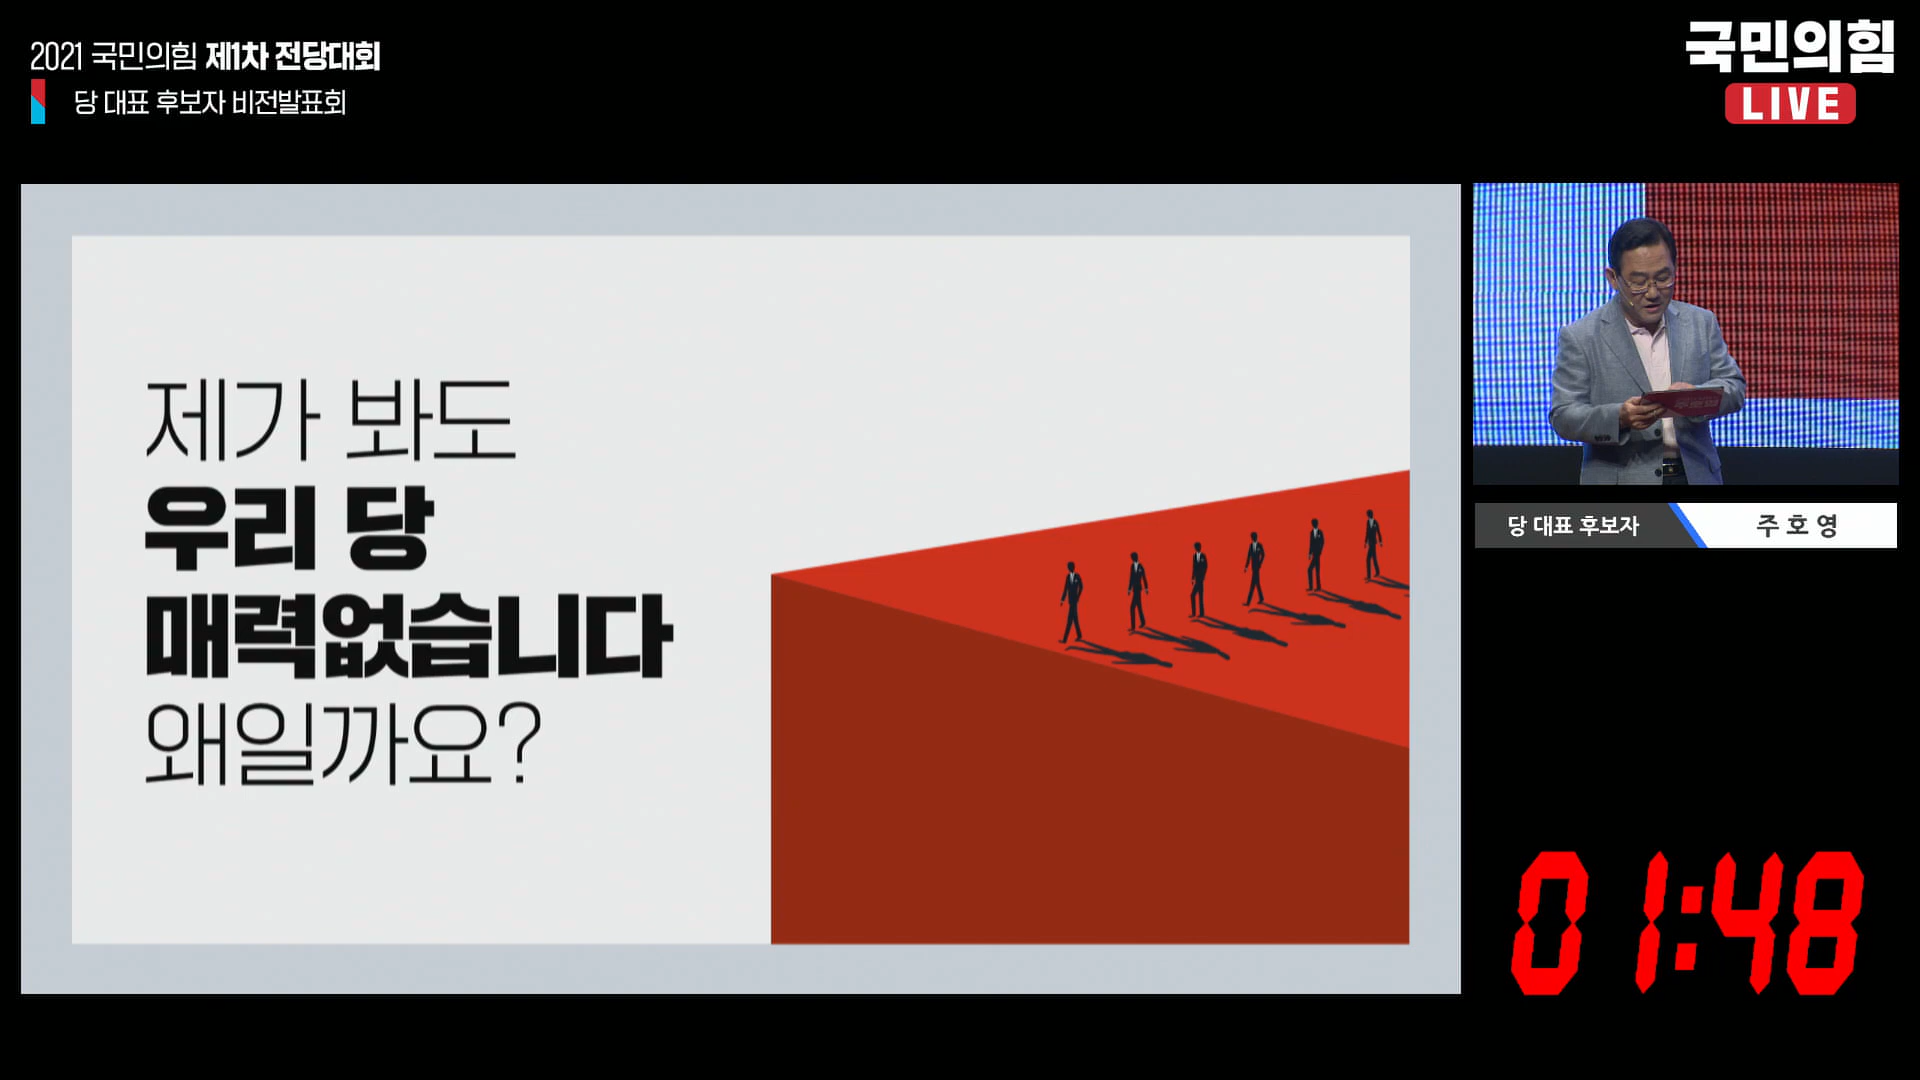 2021 국민의힘 제1차 전당대회
당 대표 후보자 비전발표회
국민의힘
LIVE
제가 봐도
우리 당
매력없습니다
왜일까요?
당 대표 후보자
주호영
01:48